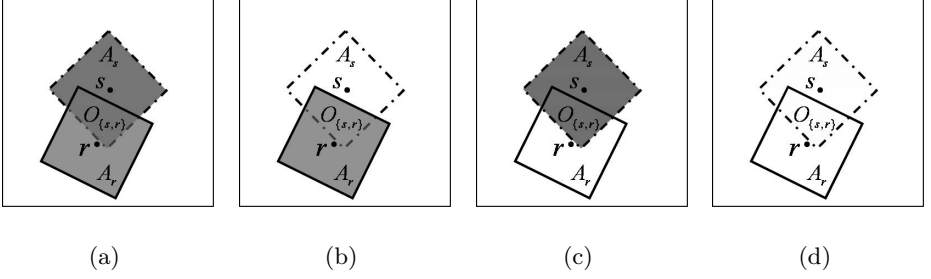 A_s
s
O_{s,r}
r
A_r
A_s
s
O_{s,r}
r
A_r
A_s
s
O_{s,r}
r
A_r
A_s
s
O_{s,r}
r
A_r
(a) (b) (c) (d)